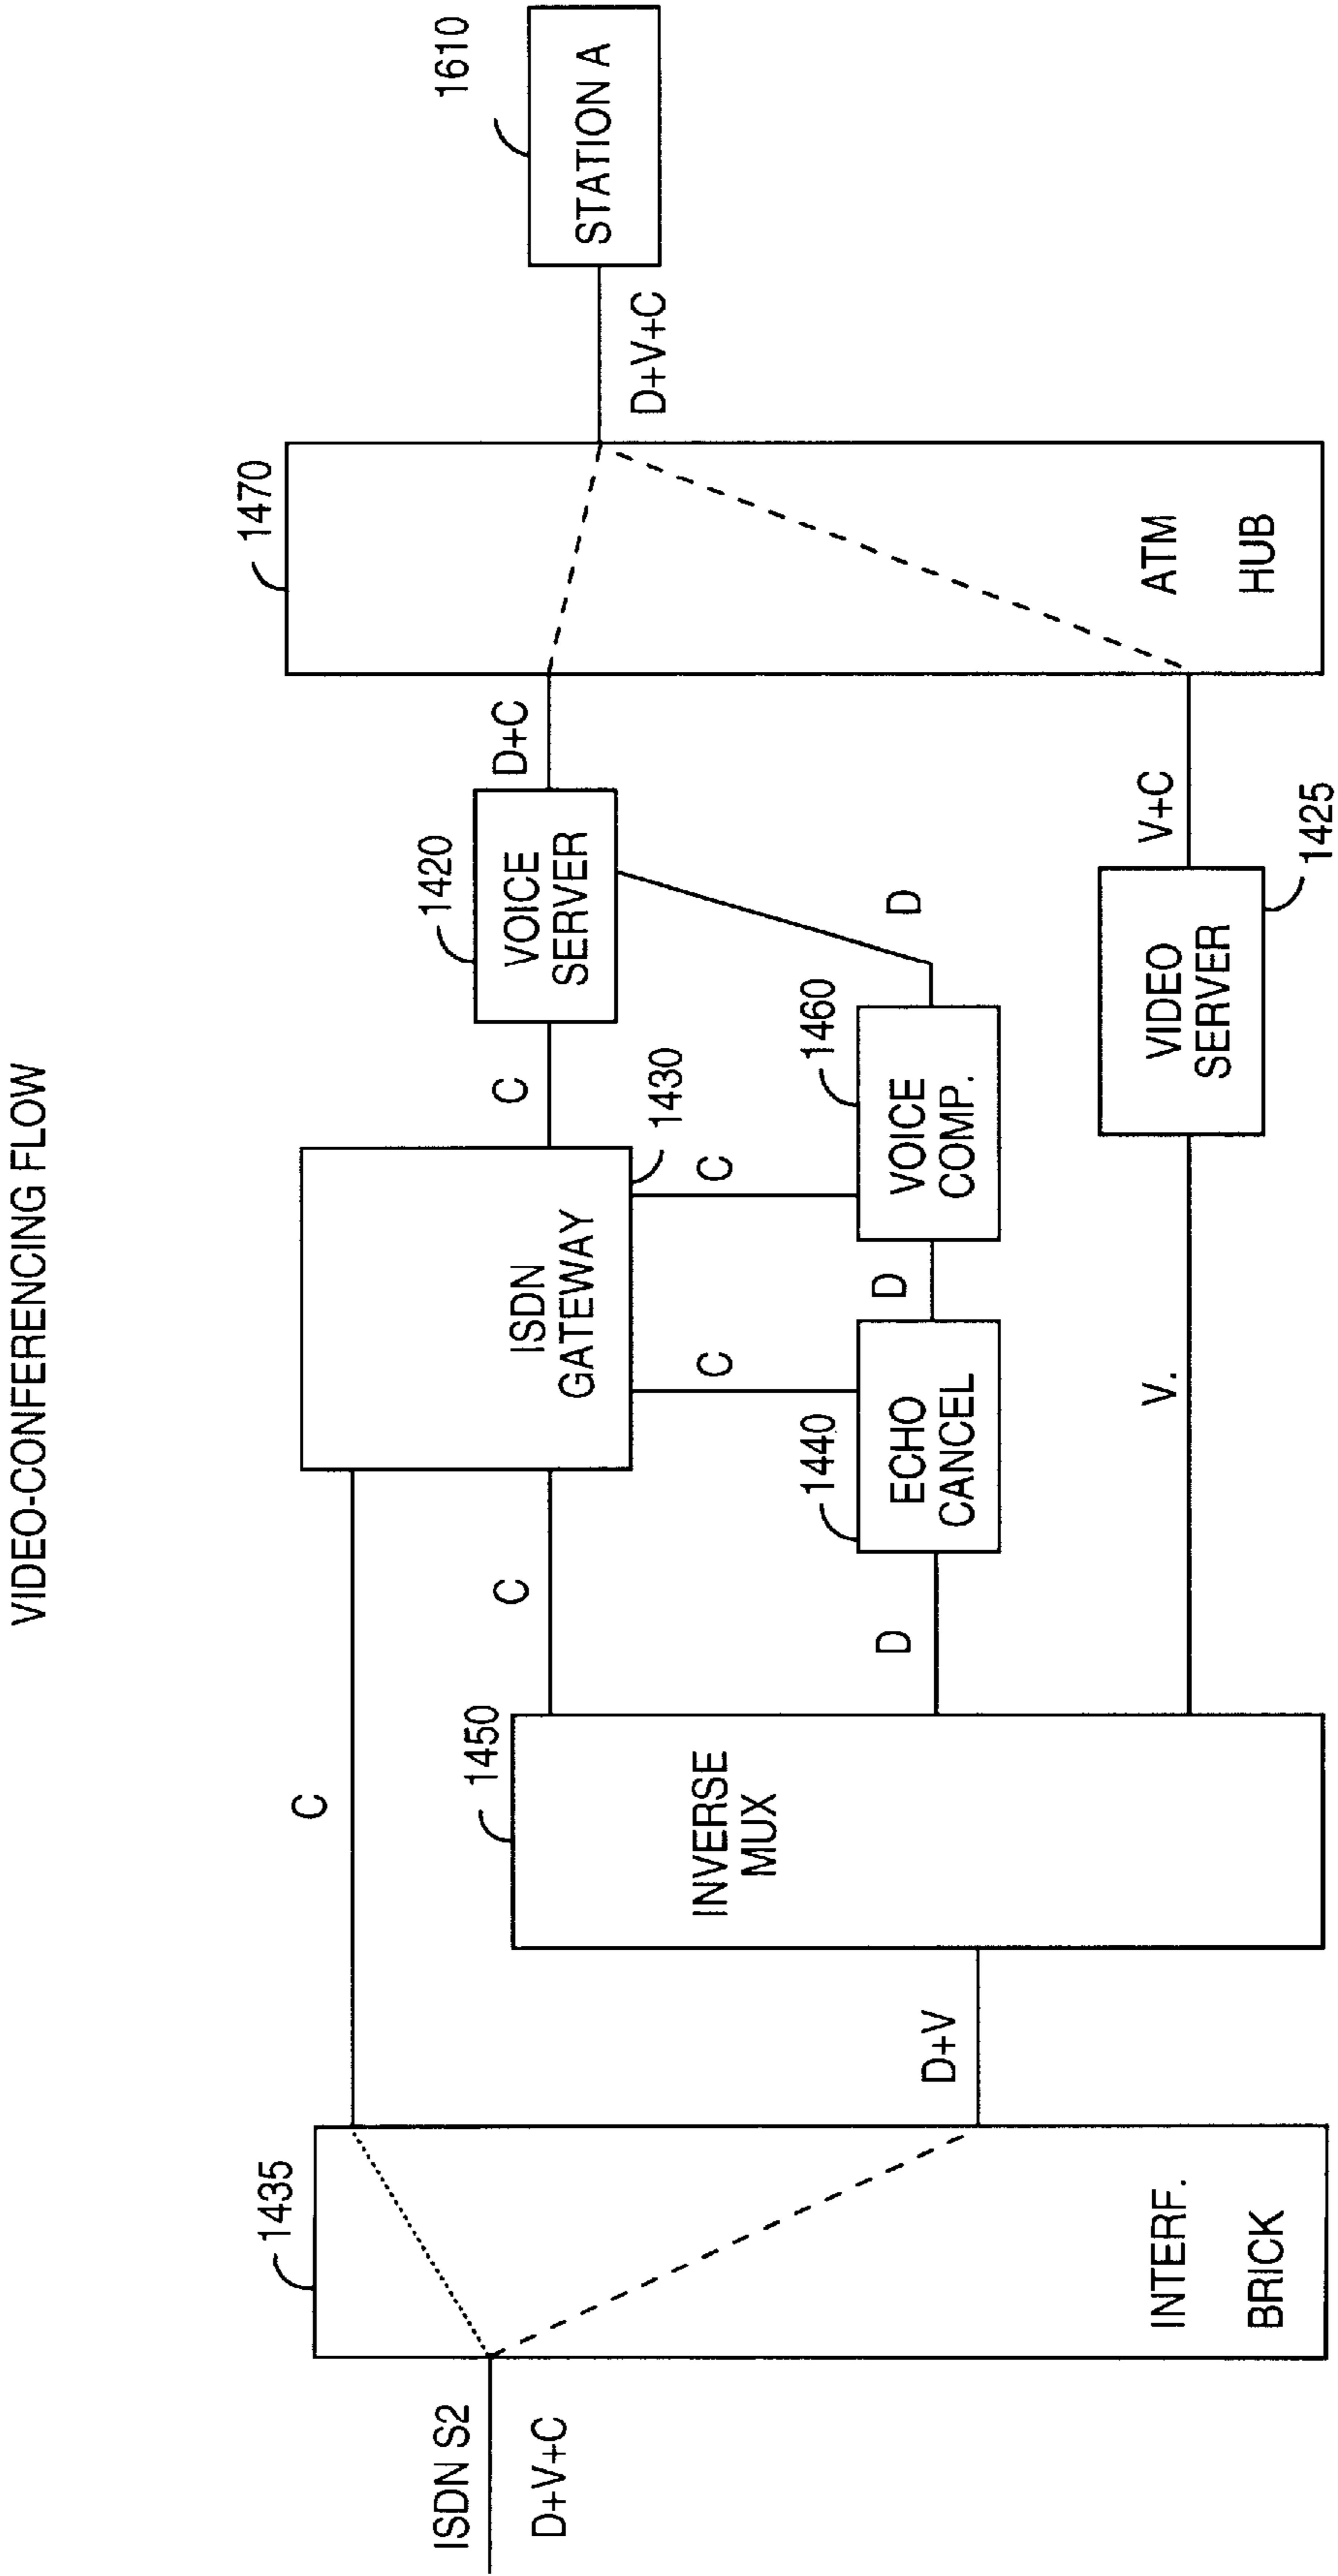 VIDEO-CONFERENCING FLOW
ISDN S2
D+V+C
1435
INTERF.
BRICK
C
D+V
1450
INVERSE
MUX
C
D
V.
ISDN
GATEWAY
1430
C
C
1440
ECHO
CANCEL
D
1460
VOICE
COMP.
C
D
1420
VOICE
SERVER
D+C
VIDEO
SERVER
1425
V+C
1470
ATM
HUB
D+V+C
1610
STATION A